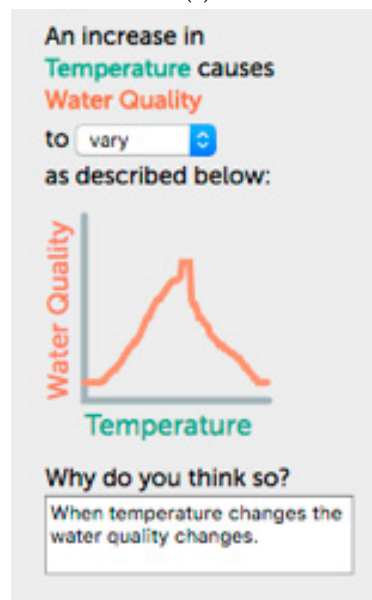 An increase in
Temperature causes
Water Quality
to vary
as described below:
Water Quality
Temperature
Why do you think so?
When temperature changes the
water quality changes.